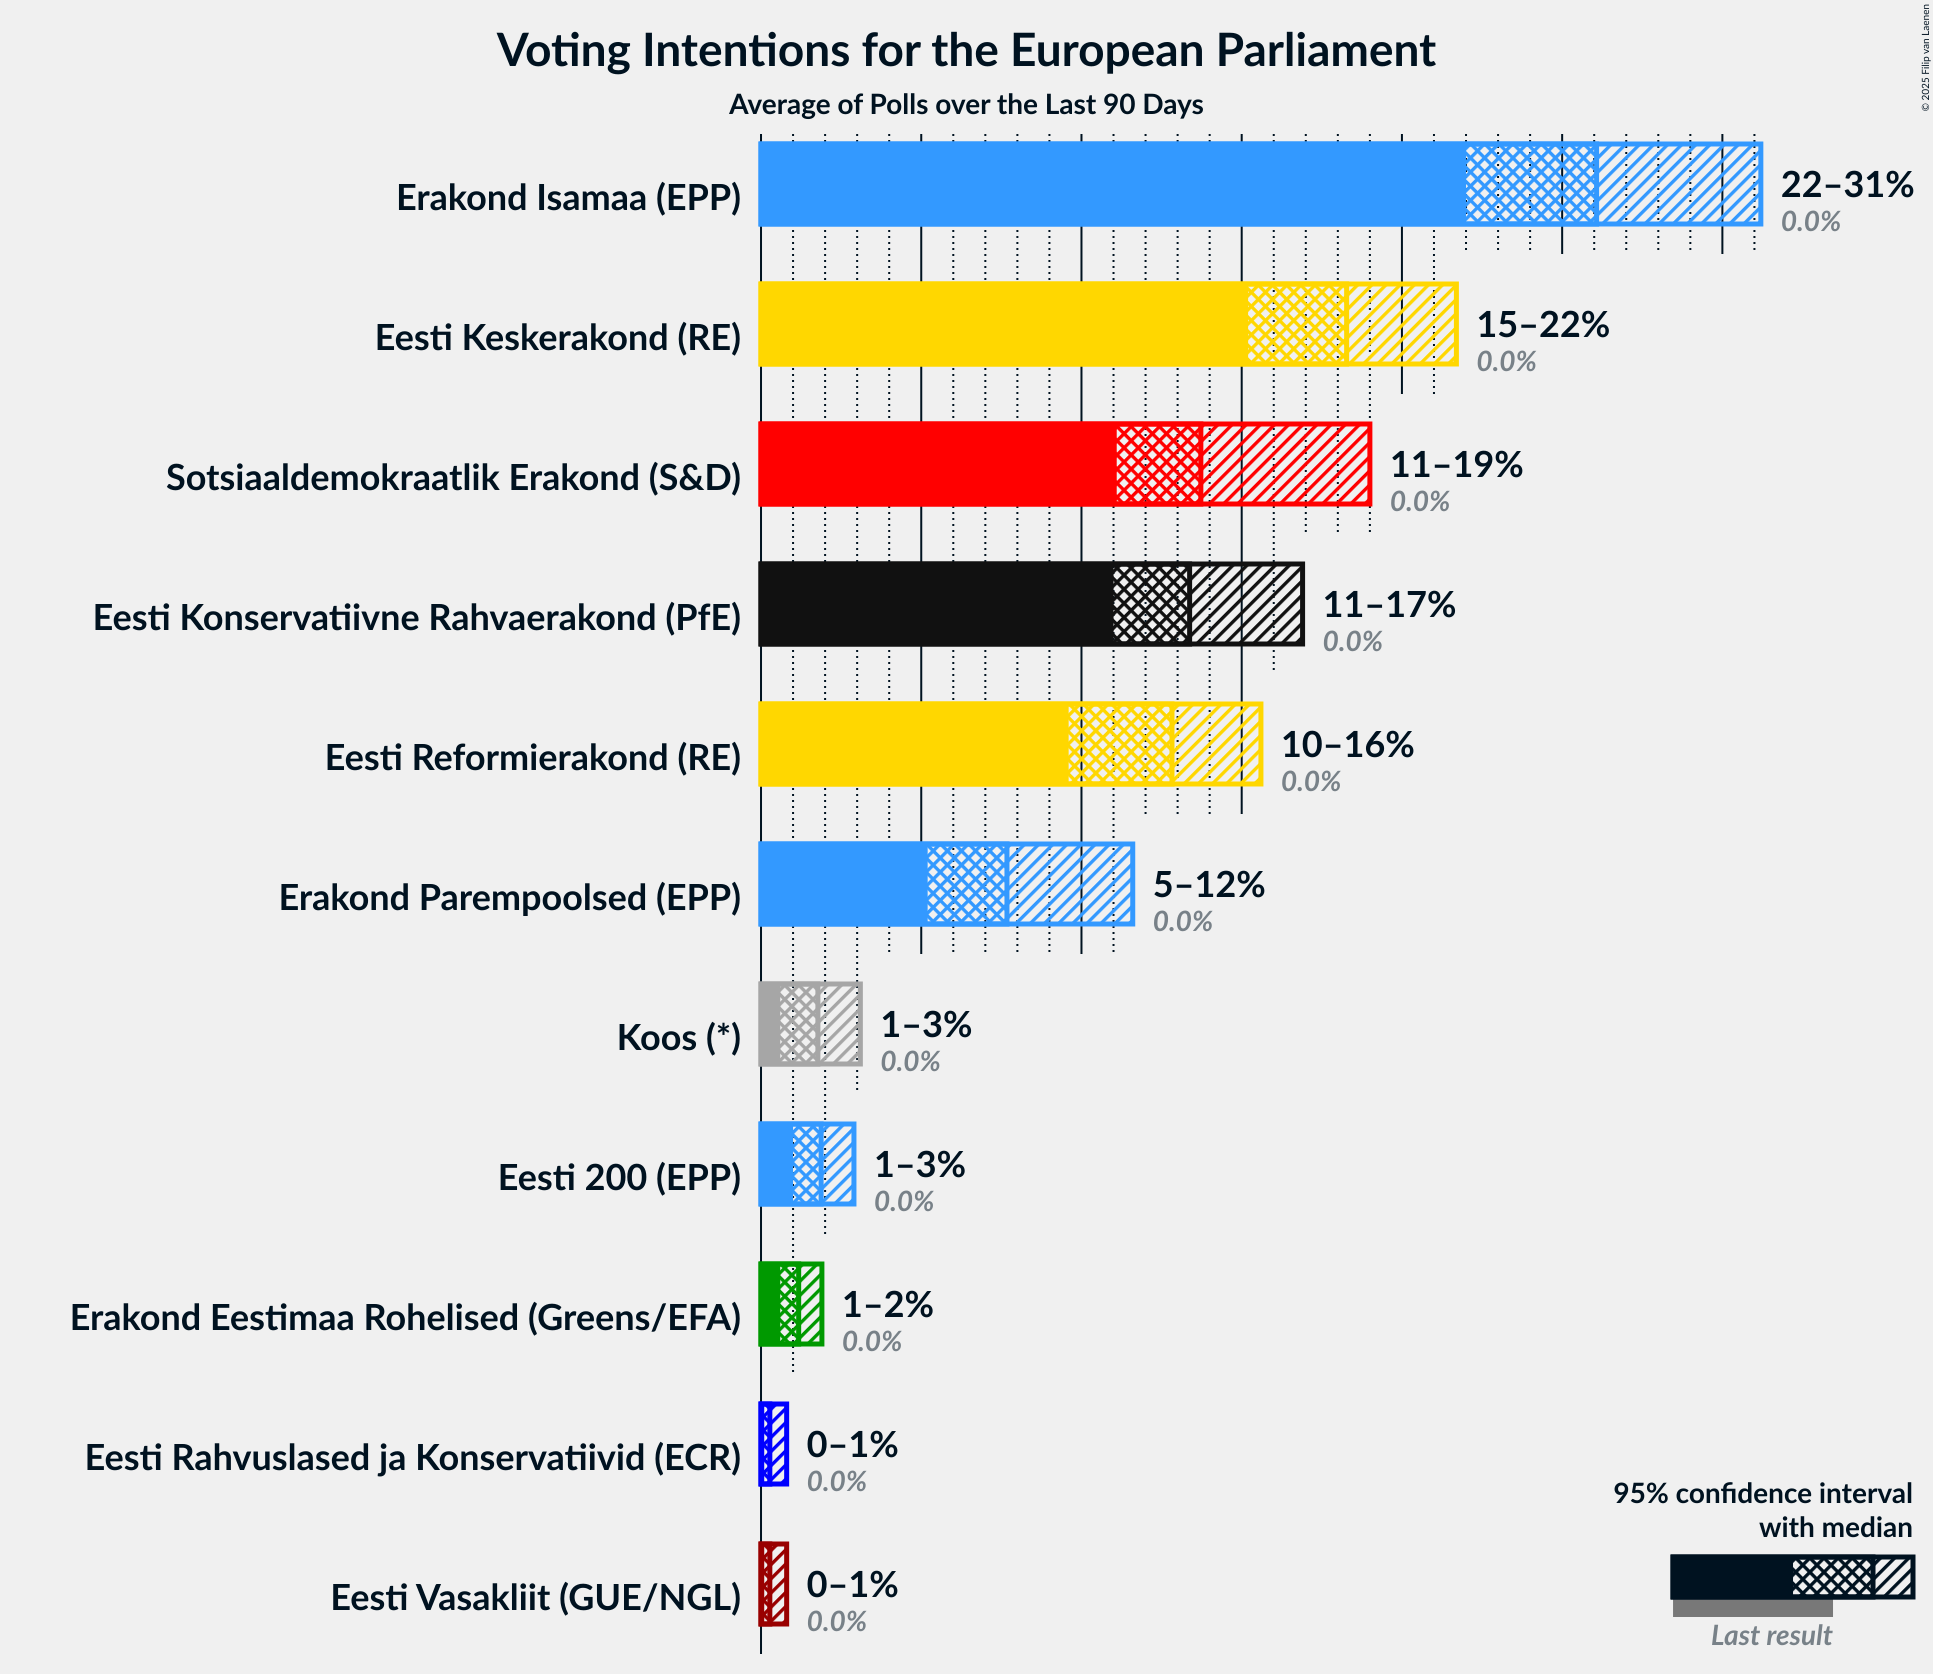 Voting Intentions for the European Parliament
Average of Polls over the Last 90 Days
© 2025 Filip van Laenen
Erakond Isamaa (EPP)
22–31%
0.0%
Eesti Keskerakond (RE)
15–22%
0.0%
Sotsiaaldemokraatlik Erakond (S&D)
11–19%
0.0%
Eesti Konservatiivne Rahvaerakond (PfE)
11–17%
0.0%
Eesti Reformierakond (RE)
10–16%
0.0%
Erakond Parempoolsed (EPP)
5–12%
0.0%
Koos (*)
1–3%
0.0%
Eesti 200 (EPP)
1–3%
0.0%
Erakond Eestimaa Rohelised (Greens/EFA)
1–2%
0.0%
Eesti Rahvuslased ja Konservatiivid (ECR)
0–1%
0.0%
Eesti Vasakliit (GUE/NGL)
0–1%
0.0%
95% confidence interval
with median
Last result